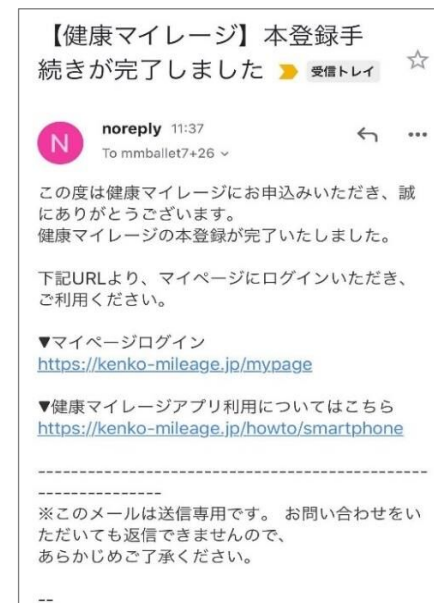 【健康マイレージ】本登録手
続きが完了しました 受信トレイ
N
noreply 11:37
To mmballet7+26
この度は健康マイレージにお申込みいただき、誠
にありがとうございます。
健康マイレージの本登録が完了いたしました。
下記URLより、マイページにログインいただき、
ご利用ください。
▼マイページログイン
https://kenko-mileage.jp/mypage
▼健康マイレージアプリ利用についてはこちら
https://kenko-mileage.jp/howto/smartphone
------------------------------------------------
---------------
※このメールは送信専用です。 お問い合わせをい
ただいても返信できませんので、
あらかじめご了承ください。
--